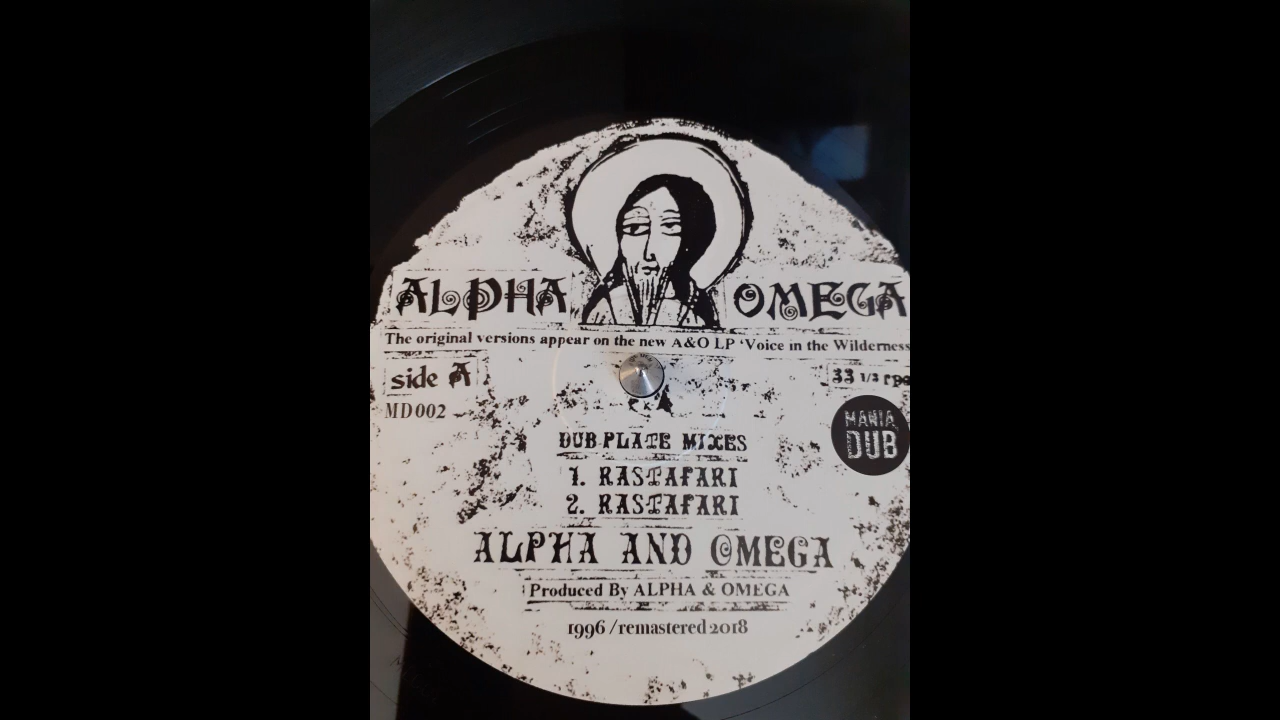 ALPHA OMEGA
The original versions appear on the new A&O LP ‘Voice in the Wilderness
side A
33 1/3 rpm
MD002
MANIA
DUB
DUB PLATE MIXES
1. RASTAFARI
2. RASTAFARI
ALPHA AND OMEGA
Produced By ALPHA & OMEGA
1996 / remastered 2018